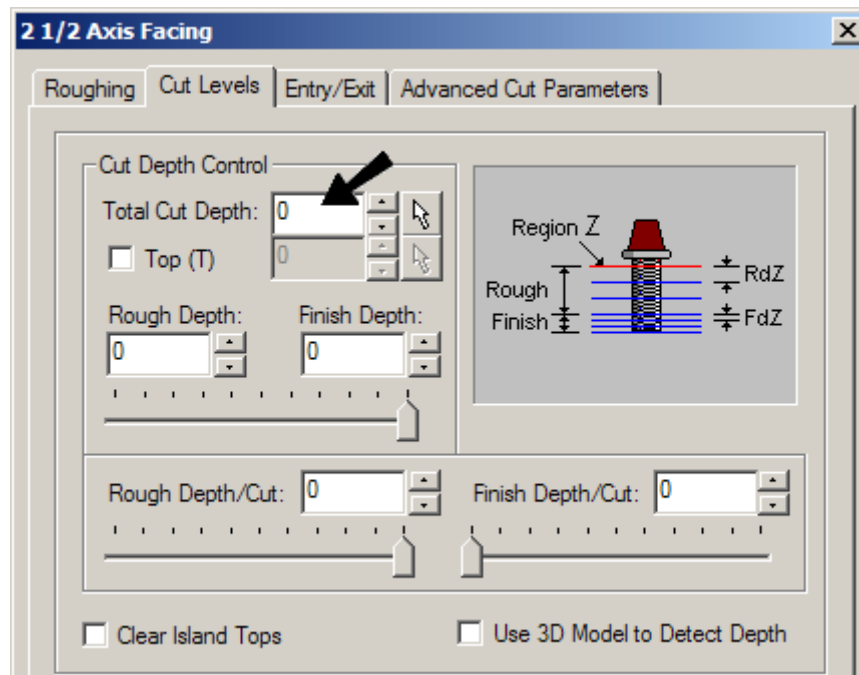 2 1/2 Axis Facing
Roughing Cut Levels Entry/Exit Advanced Cut Parameters
Cut Depth Control
Total Cut Depth: 0
Top (T) 0
Rough Depth: Finish Depth:
0 0
Region Z
Rough RdZ
Finish FdZ
Rough Depth/Cut: 0 Finish Depth/Cut: 0
Clear Island Tops Use 3D Model to Detect Depth